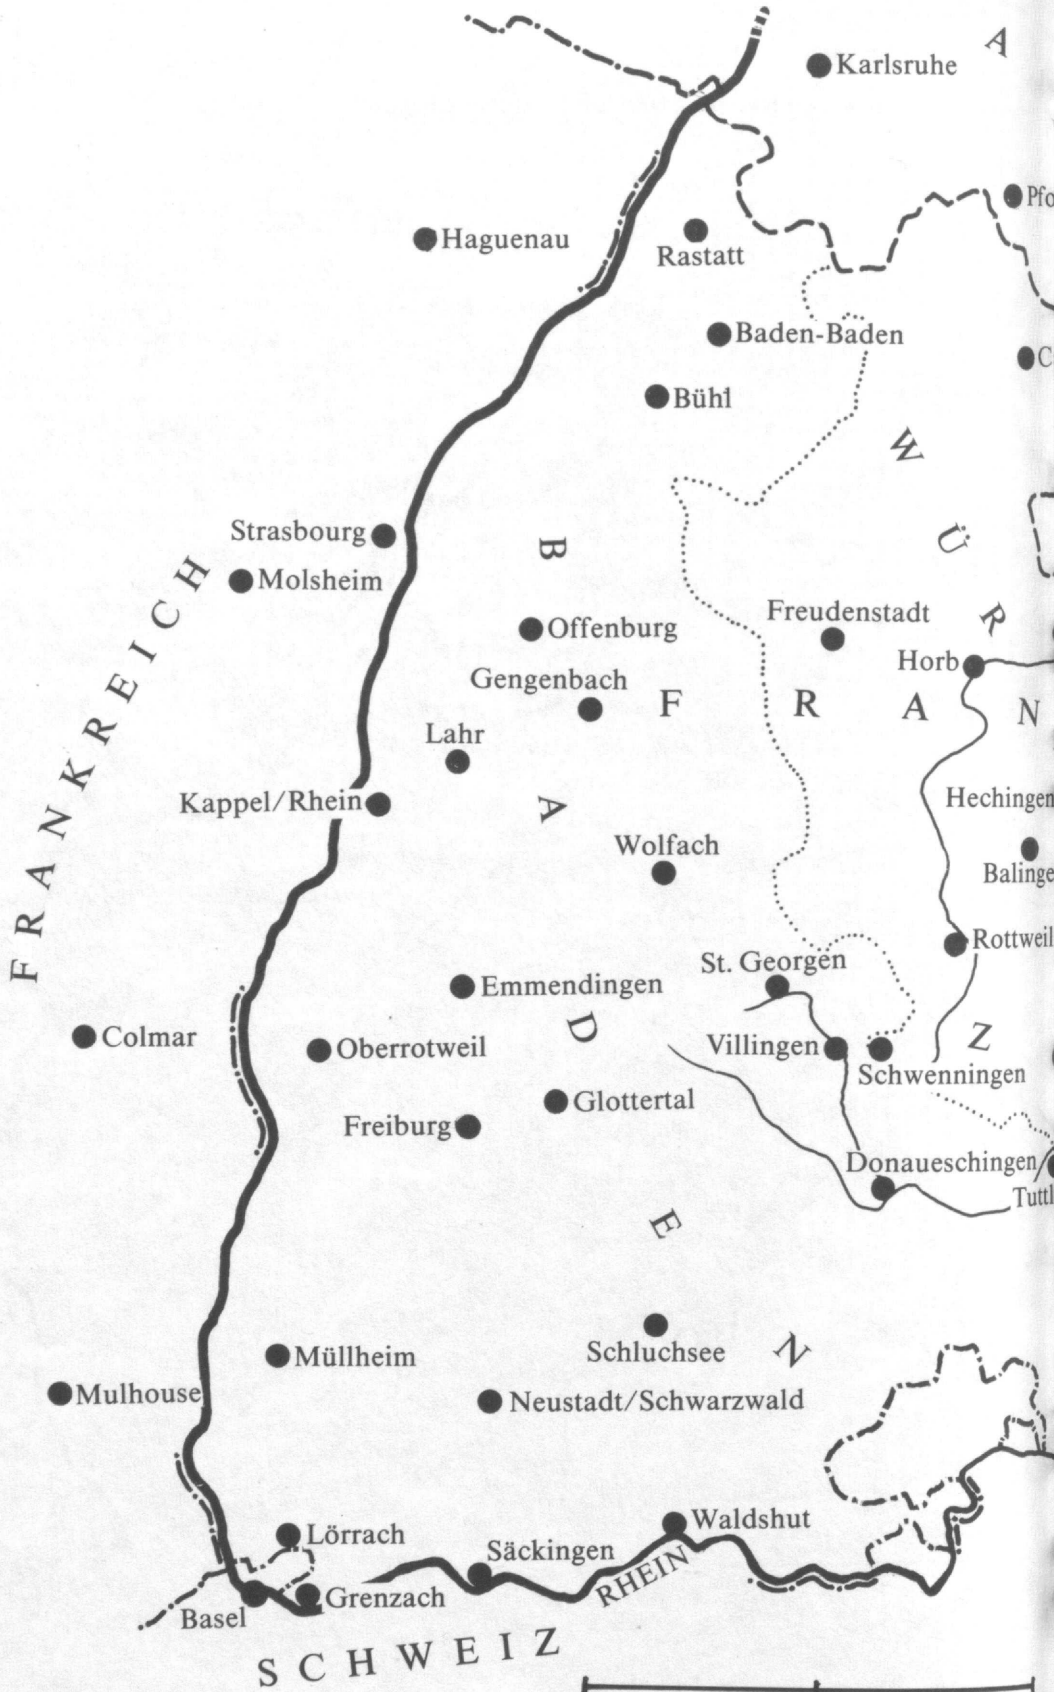 A
Karlsruhe
Pfo
Haguenau
Rastatt
Baden-Baden
Bühl
W
Ü
R
Strasbourg
Molsheim
FRANKREICH
B
A
D
E
N
Offenburg
Freudenstadt
Horb
Gengenbach
F R A N
Z
Lahr
Kappel/Rhein
Hechingen
Wolfach
Balinge
Rottweil
St. Georgen
Emmendingen
Colmar
Oberrotweil
Villingen
Schwenningen
Glottertal
Freiburg
Donaueschingen
Tuttl
Schluchsee
Müllheim
Mulhouse
Neustadt/Schwarzwald
Waldshut
Lörrach
Säckingen
RHEIN
Grenzach
Basel
SCHWEIZ